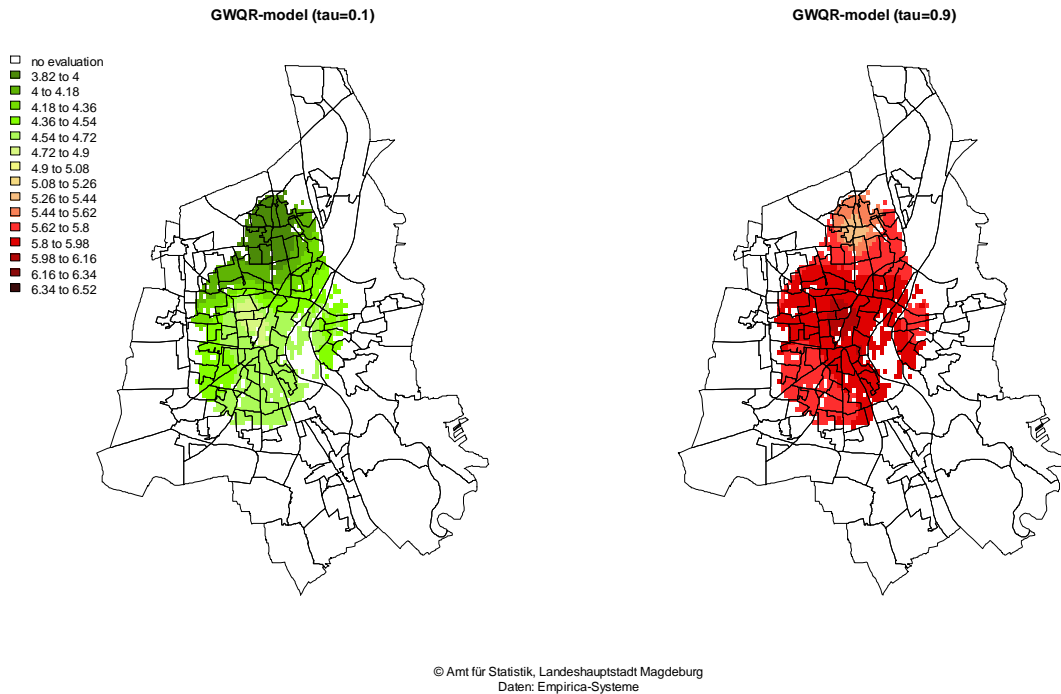 GWQR-model (tau=0.1)
GWQR-model (tau=0.9)
no evaluation
3.82 to 4
4 to 4.18
4.18 to 4.36
4.36 to 4.54
4.54 to 4.72
4.72 to 4.9
4.9 to 5.08
5.08 to 5.26
5.26 to 5.44
5.44 to 5.62
5.62 to 5.8
5.8 to 5.98
5.98 to 6.16
6.16 to 6.34
6.34 to 6.52
© Amt für Statistik, Landeshauptstadt Magdeburg
Daten: Empirica-Systeme